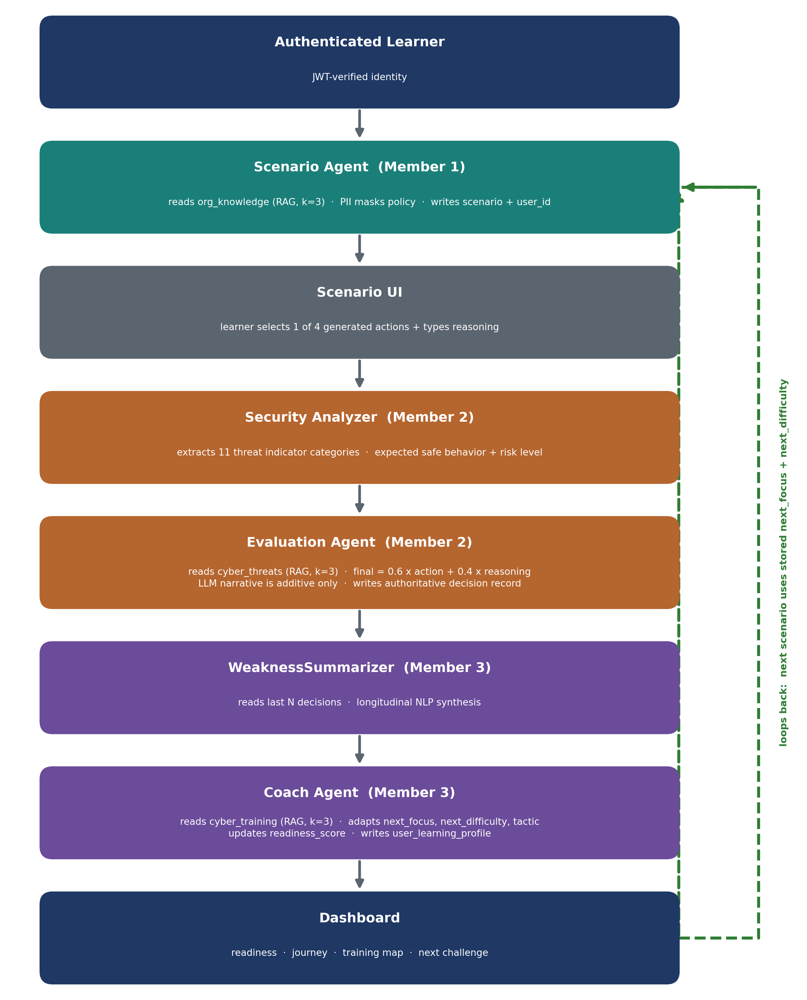 Authenticated Learner
JWT-verified identity
Scenario Agent  (Member 1)
reads org_knowledge (RAG, k=3)  ·  PII masks policy  ·  writes scenario + user_id
Scenario UI
learner selects 1 of 4 generated actions + types reasoning
Security Analyzer  (Member 2)
extracts 11 threat indicator categories  ·  expected safe behavior + risk level
Evaluation Agent  (Member 2)
reads cyber_threats (RAG, k=3)  ·  final = 0.6 x action + 0.4 x reasoning
LLM narrative is additive only  ·  writes authoritative decision record
WeaknessSummarizer  (Member 3)
reads last N decisions  ·  longitudinal NLP synthesis
Coach Agent  (Member 3)
reads cyber_training (RAG, k=3)  ·  adapts next_focus, next_difficulty, tactic
updates readiness_score  ·  writes user_learning_profile
Dashboard
readiness  ·  journey  ·  training map  ·  next challenge
loops back:  next scenario uses stored next_focus + next_difficulty